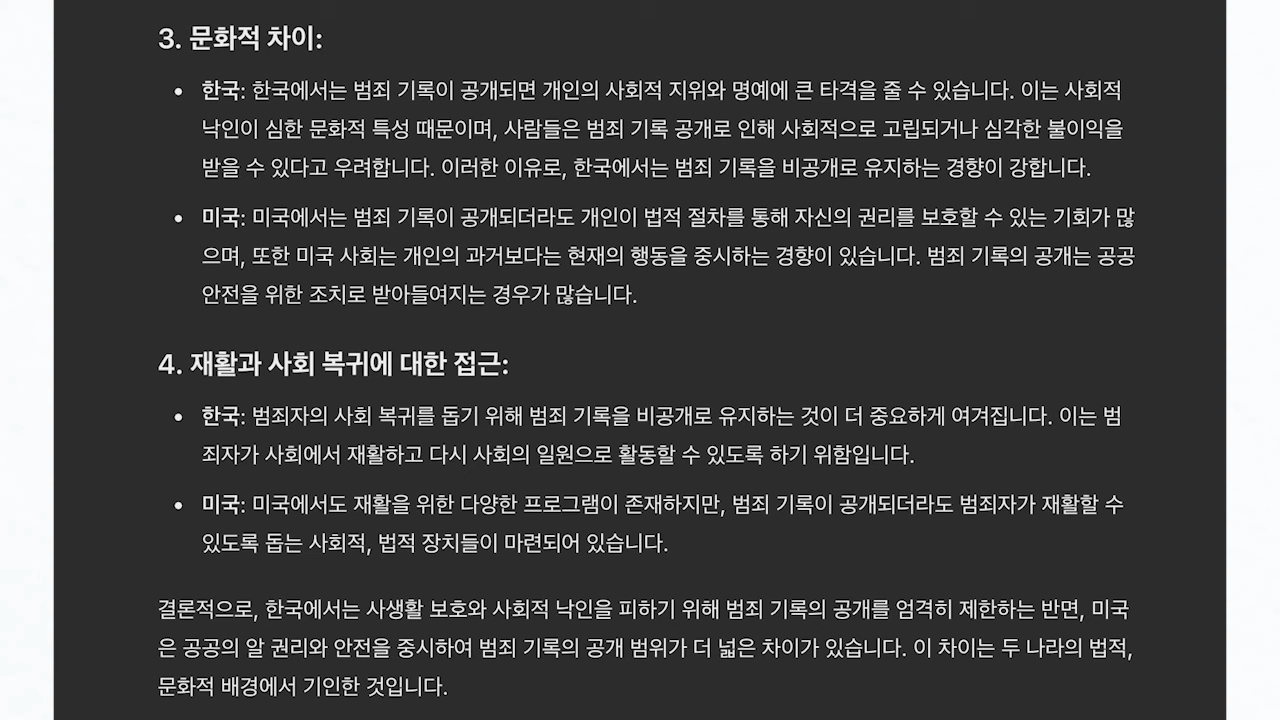 3. 문화적 차이:
• 한국: 한국에서는 범죄 기록이 공개되면 개인의 사회적 지위와 명예에 큰 타격을 줄 수 있습니다. 이는 사회적
낙인이 심한 문화적 특성 때문이며, 사람들은 범죄 기록 공개로 인해 사회적으로 고립되거나 심각한 불이익을
받을 수 있다고 우려합니다. 이러한 이유로, 한국에서는 범죄 기록을 비공개로 유지하는 경향이 강합니다.
• 미국: 미국에서는 범죄 기록이 공개되더라도 개인이 법적 절차를 통해 자신의 권리를 보호할 수 있는 기회가 많
으며, 또한 미국 사회는 개인의 과거보다는 현재의 행동을 중시하는 경향이 있습니다. 범죄 기록의 공개는 공공
안전을 위한 조치로 받아들여지는 경우가 많습니다.
4. 재활과 사회 복귀에 대한 접근:
• 한국: 범죄자의 사회 복귀를 돕기 위해 범죄 기록을 비공개로 유지하는 것이 더 중요하게 여겨집니다. 이는 범
죄자가 사회에서 재활하고 다시 사회의 일원으로 활동할 수 있도록 하기 위함입니다.
• 미국: 미국에서도 재활을 위한 다양한 프로그램이 존재하지만, 범죄 기록이 공개되더라도 범죄자가 재활할 수
있도록 돕는 사회적, 법적 장치들이 마련되어 있습니다.
결론적으로, 한국에서는 사생활 보호와 사회적 낙인을 피하기 위해 범죄 기록의 공개를 엄격히 제한하는 반면, 미국
은 공공의 알 권리와 안전을 중시하여 범죄 기록의 공개 범위가 더 넓은 차이가 있습니다. 이 차이는 두 나라의 법적,
문화적 배경에서 기인한 것입니다.